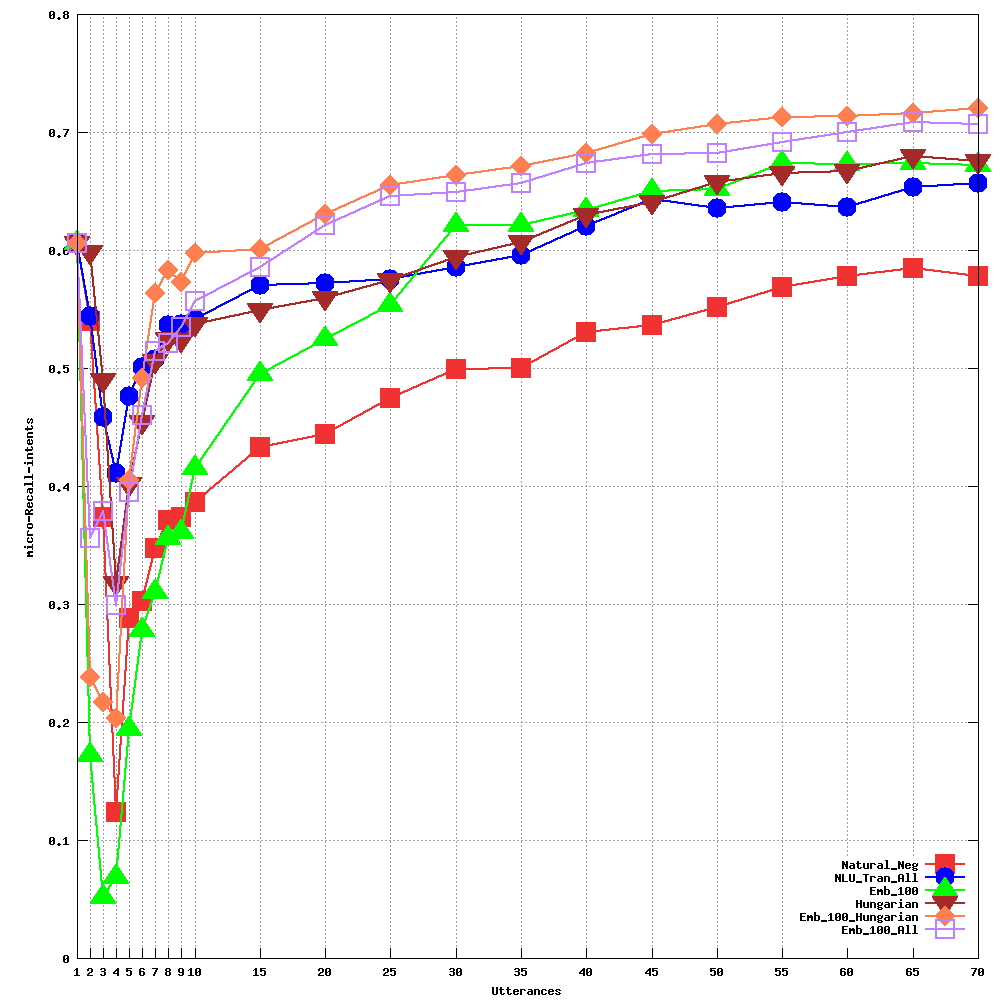 0.8
0.7
0.6
0.5
0.4
0.3
0.2
0.1
0
micro-Recall-intents
Natural_Neg
NLU_Tran_All
Emb_100
Hungarian
Emb_100_Hungarian
Emb_100_All
1 2 3 4 5 6 7 8 9 10 15 20 25 30 35 40 45 50 55 60 65 70
Utterances